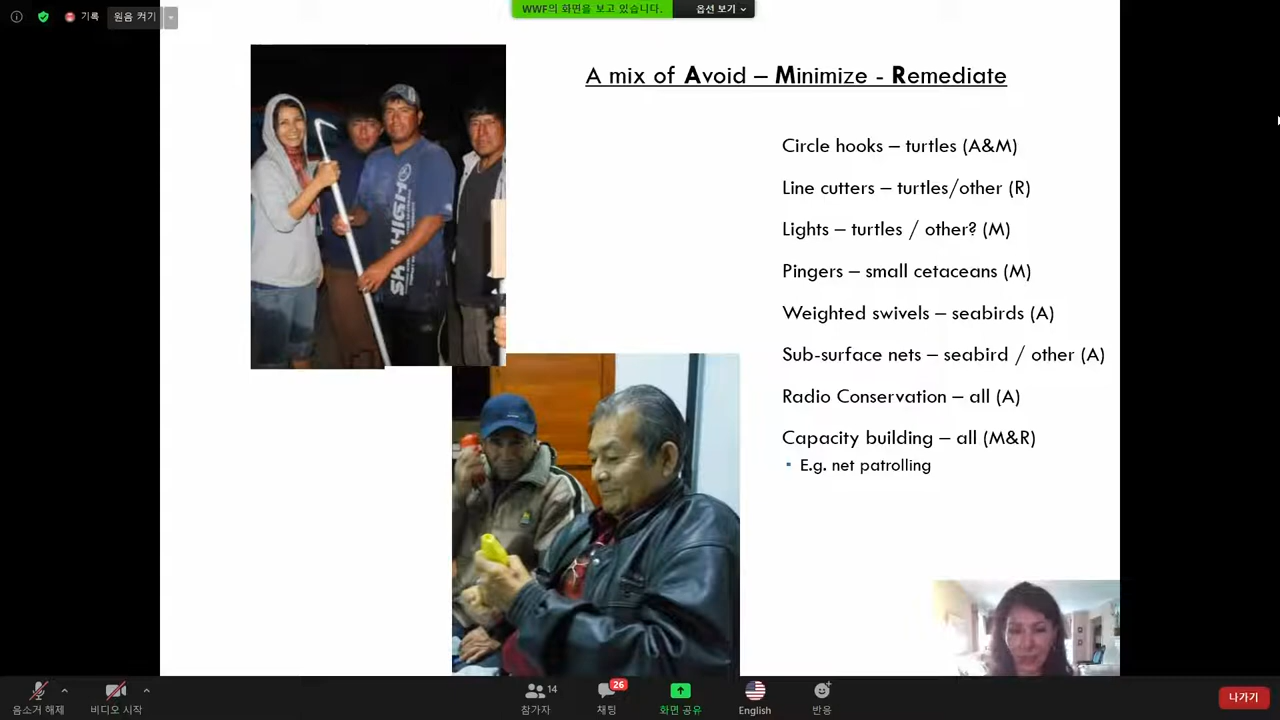 기록
원음 켜기
WWF의 화면을 보고 있습니다.
옵션 보기
A mix of Avoid – Minimize - Remediate
Circle hooks – turtles (A&M)
Line cutters – turtles/other (R)
Lights – turtles / other? (M)
Pingers – small cetaceans (M)
Weighted swivels – seabirds (A)
Sub-surface nets – seabird / other (A)
Radio Conservation – all (A)
Capacity building – all (M&R)
▪ E.g. net patrolling
음소거 해제
비디오 시작
14
참가자
26
채팅
화면 공유
English
반응
나가기